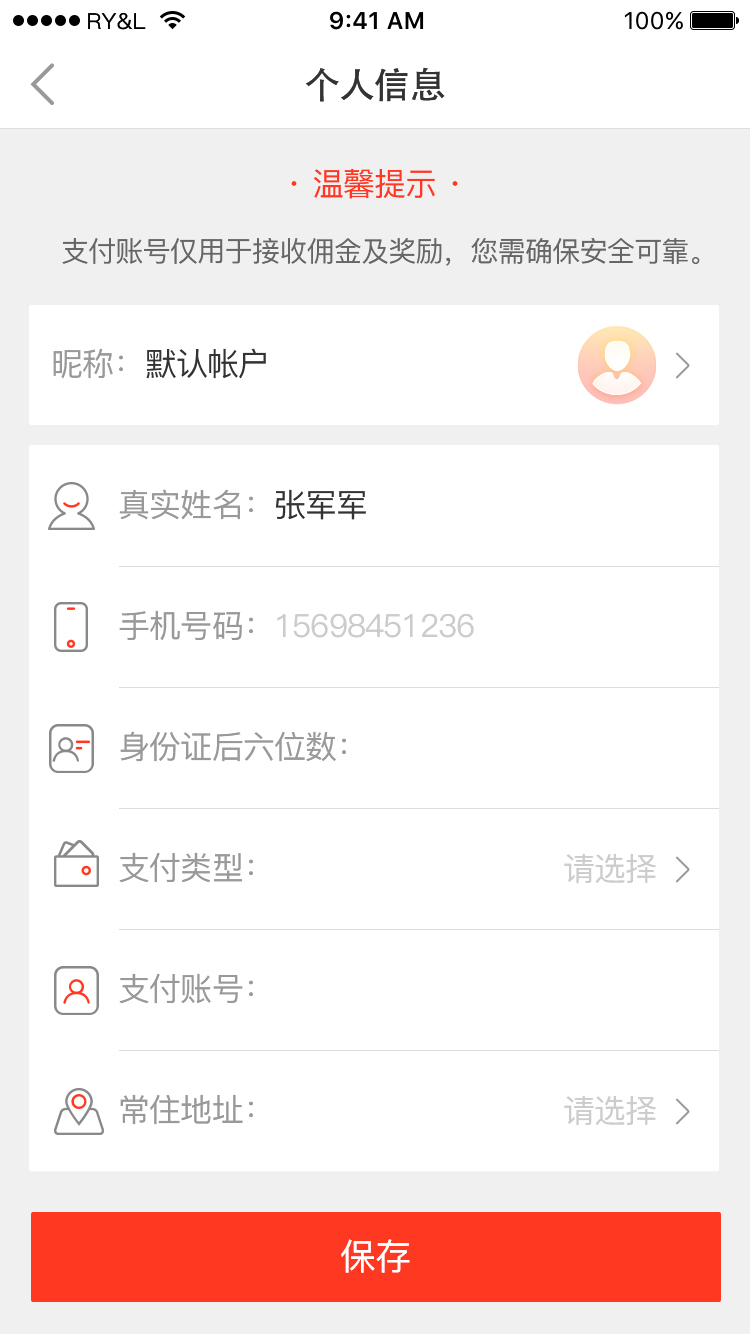 RY&L 9:41 AM 100%
个人信息
· 温馨提示 ·
支付账号仅用于接收佣金及奖励，您需确保安全可靠。
昵称：默认帐户
真实姓名：张军军
手机号码：15698451236
身份证后六位数：
支付类型： 请选择
支付账号：
常住地址： 请选择
保存